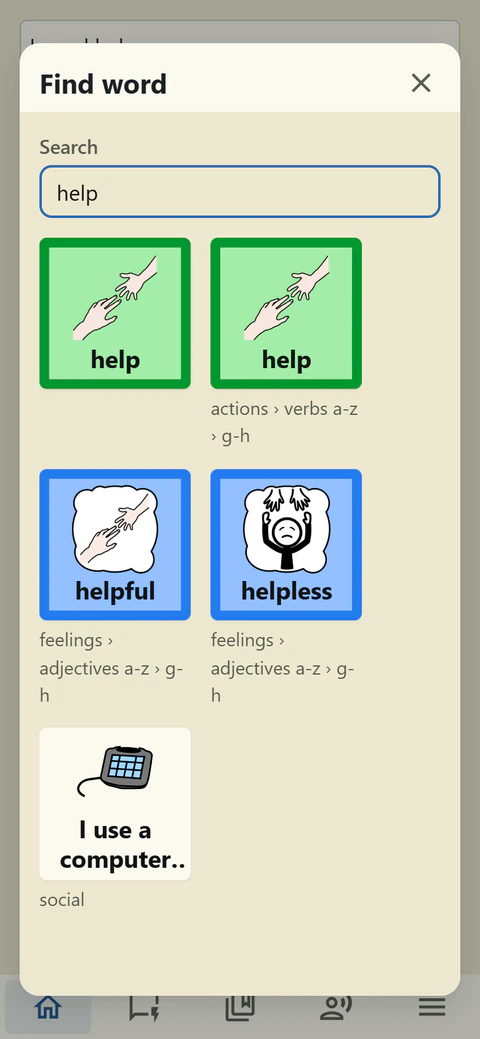 Find word
Search
help
help
help
actions › verbs a-z
› g-h
helpful
helpless
feelings ›
adjectives a-z › g-
h
feelings ›
adjectives a-z › g-
h
I use a
computer..
social